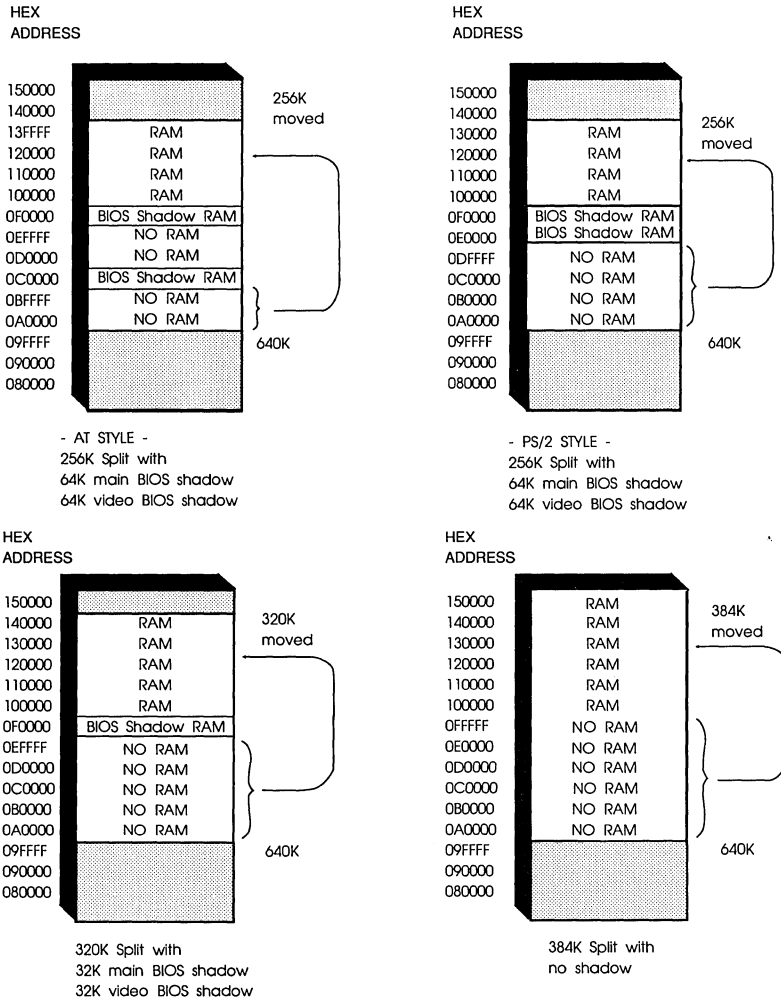 HEX
ADDRESS
150000
140000
13FFFF RAM
120000 RAM
110000 RAM
100000 RAM
0F0000 BIOS Shadow RAM
0EFFFF NO RAM
0D0000 NO RAM
0C0000 BIOS Shadow RAM
0BFFFF NO RAM
0A0000 NO RAM
09FFFF
090000
080000
256K
moved
640K
- AT STYLE -
256K Split with
64K main BIOS shadow
64K video BIOS shadow
HEX
ADDRESS
150000
140000
130000 RAM
120000 RAM
110000 RAM
100000 RAM
0F0000 BIOS Shadow RAM
0E0000 BIOS Shadow RAM
0DFFFF NO RAM
0C0000 NO RAM
0B0000 NO RAM
0A0000 NO RAM
09FFFF
090000
080000
256K
moved
640K
- PS/2 STYLE -
256K Split with
64K main BIOS shadow
64K video BIOS shadow
HEX
ADDRESS
150000
140000 RAM
130000 RAM
120000 RAM
110000 RAM
100000 RAM
0F0000 BIOS Shadow RAM
0EFFFF NO RAM
0D0000 NO RAM
0C0000 NO RAM
0B0000 NO RAM
0A0000 NO RAM
09FFFF
090000
080000
320K
moved
640K
320K Split with
32K main BIOS shadow
32K video BIOS shadow
HEX
ADDRESS
150000 RAM
140000 RAM
130000 RAM
120000 RAM
110000 RAM
100000 RAM
0FFFFF NO RAM
0E0000 NO RAM
0D0000 NO RAM
0C0000 NO RAM
0B0000 NO RAM
0A0000 NO RAM
09FFFF
090000
080000
384K
moved
640K
384K Split with
no shadow